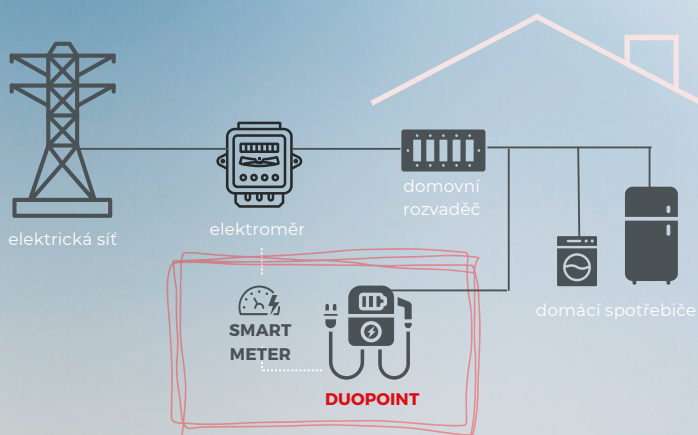 elektrická síť
elektroměr
domovní
rozvaděč
domácí spotřebiče
SMART
METER
DUOPOINT